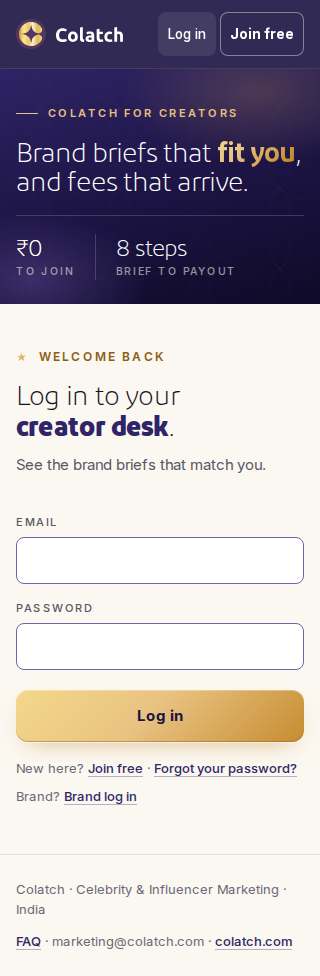 Colatch
Log in
Join free
COLATCH FOR CREATORS
Brand briefs that fit you,
and fees that arrive.
₹0
TO JOIN
8 steps
BRIEF TO PAYOUT
★ WELCOME BACK
Log in to your
creator desk.
See the brand briefs that match you.
EMAIL
PASSWORD
Log in
New here? Join free · Forgot your password?
Brand? Brand log in
Colatch · Celebrity & Influencer Marketing ·
India
FAQ · marketing@colatch.com · colatch.com